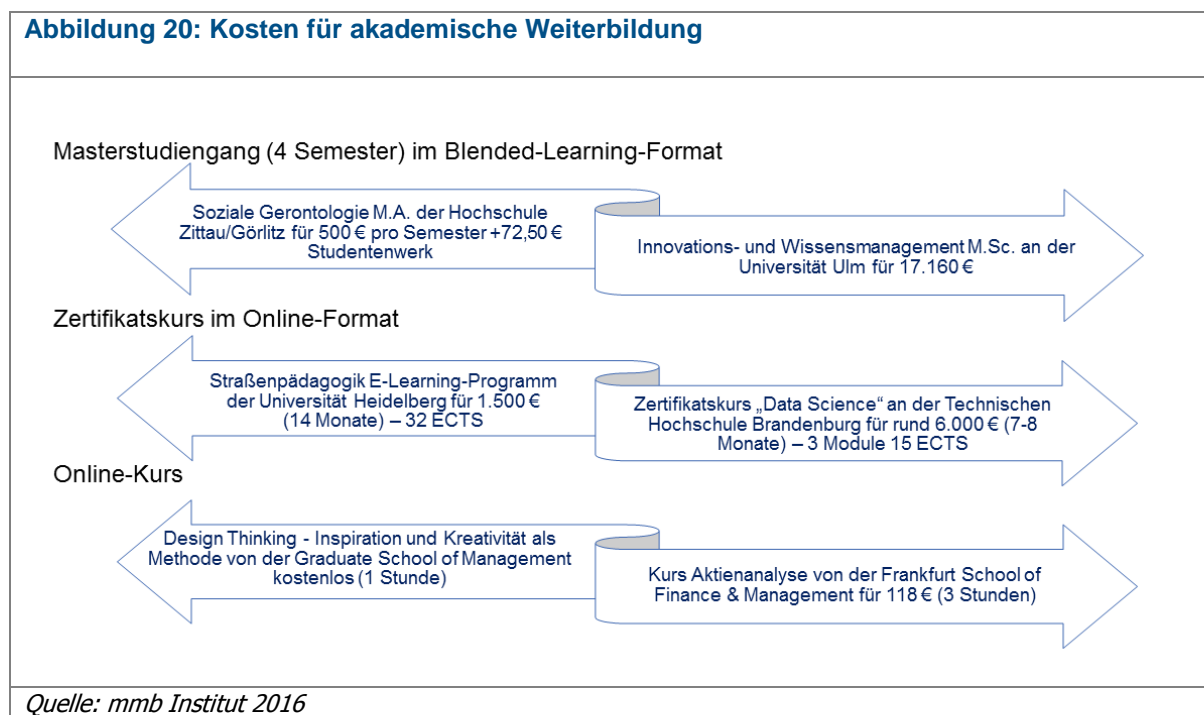 Abbildung 20: Kosten für akademische Weiterbildung
Masterstudiengang (4 Semester) im Blended-Learning-Format
Soziale Gerontologie M.A. der Hochschule
Zittau/Görlitz für 500 € pro Semester +72,50 €
Studentenwerk
Innovations- und Wissensmanagement M.Sc. an der
Universität Ulm für 17.160 €
Zertifikatskurs im Online-Format
Straßenpädagogik E-Learning-Programm
der Universität Heidelberg für 1.500 €
(14 Monate) – 32 ECTS
Zertifikatskurs „Data Science“ an der Technischen
Hochschule Brandenburg für rund 6.000 € (7-8
Monate) – 3 Module 15 ECTS
Online-Kurs
Design Thinking - Inspiration und Kreativität als
Methode von der Graduate School of Management
kostenlos (1 Stunde)
Kurs Aktienanalyse von der Frankfurt School of
Finance & Management für 118 € (3 Stunden)
Quelle: mmb Institut 2016